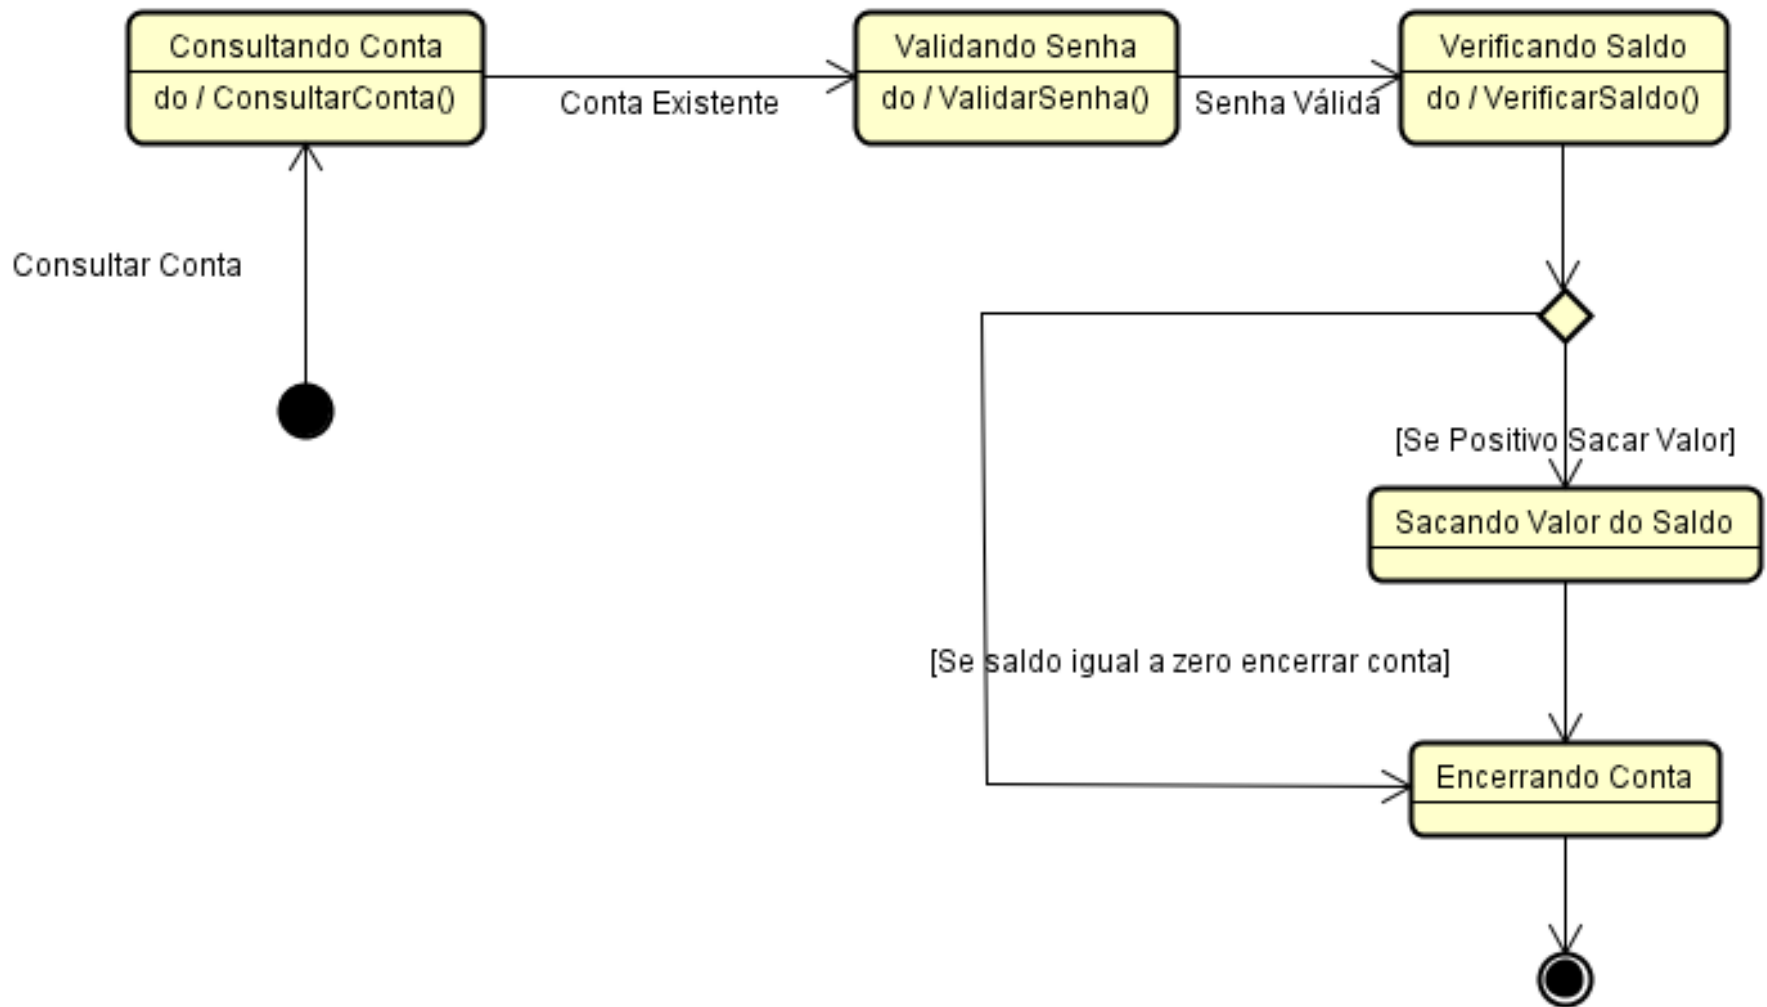 Consultando Conta
do / ConsultarConta()
Conta Existente
Validando Senha
do / ValidarSenha()
Senha Válida
Verificando Saldo
do / VerificarSaldo()
Consultar Conta
[Se Positivo Sacar Valor]
Sacando Valor do Saldo
[Se saldo igual a zero encerrar conta]
Encerrando Conta